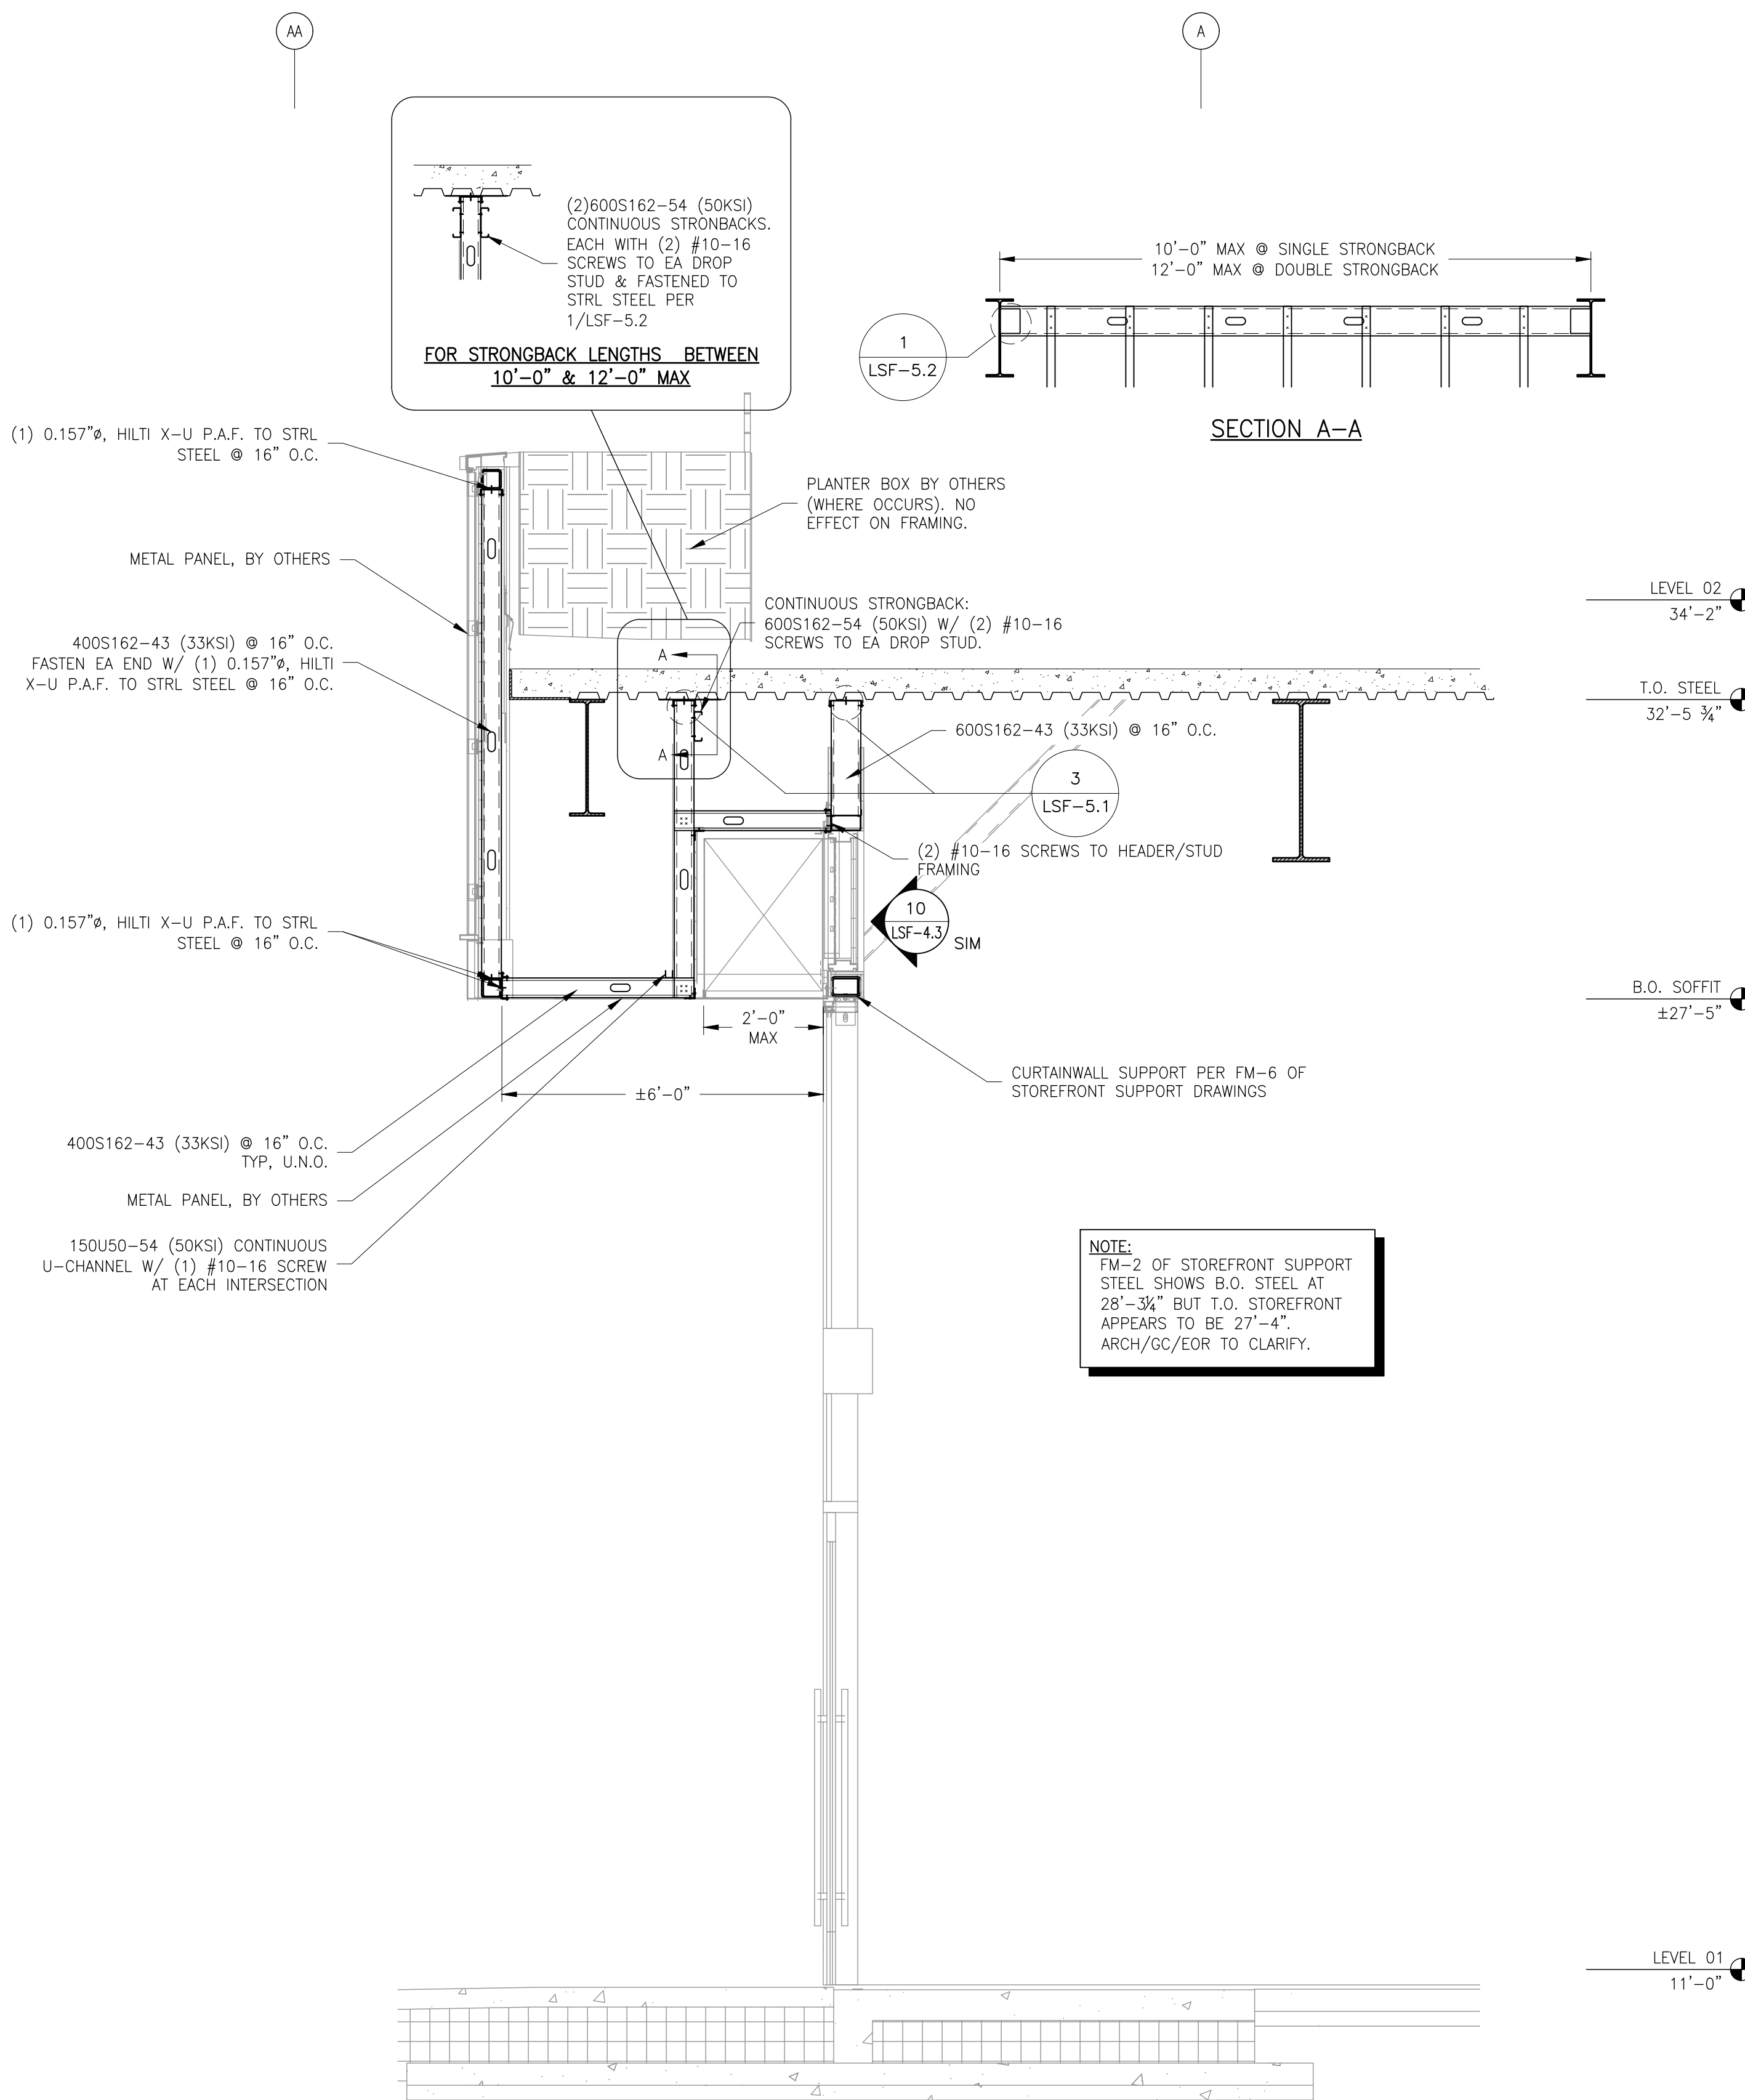 AA
A
(2)600S162-54 (50KSI)
CONTINUOUS STRONBACKS.
EACH WITH (2) #10-16
SCREWS TO EA DROP
STUD & FASTENED TO
STRL STEEL PER
1/LSF-5.2
FOR STRONGBACK LENGTHS BETWEEN
10'-0" & 12'-0" MAX
10'-0" MAX @ SINGLE STRONGBACK
12'-0" MAX @ DOUBLE STRONGBACK
1
LSF-5.2
SECTION A-A
(1) 0.157"ø, HILTI X-U P.A.F. TO STRL
STEEL @ 16" O.C.
PLANTER BOX BY OTHERS
(WHERE OCCURS). NO
EFFECT ON FRAMING.
METAL PANEL, BY OTHERS
CONTINUOUS STRONGBACK:
600S162-54 (50KSI) W/ (2) #10-16
SCREWS TO EA DROP STUD.
LEVEL 02
34'-2"
400S162-43 (33KSI) @ 16" O.C.
FASTEN EA END W/ (1) 0.157"ø, HILTI
X-U P.A.F. TO STRL STEEL @ 16" O.C.
A
A
T.O. STEEL
32'-5 ¾"
600S162-43 (33KSI) @ 16" O.C.
3
LSF-5.1
(2) #10-16 SCREWS TO HEADER/STUD
FRAMING
10
LSF-4.3
SIM
(1) 0.157"ø, HILTI X-U P.A.F. TO STRL
STEEL @ 16" O.C.
B.O. SOFFIT
±27'-5"
2'-0"
MAX
±6'-0"
CURTAINWALL SUPPORT PER FM-6 OF
STOREFRONT SUPPORT DRAWINGS
400S162-43 (33KSI) @ 16" O.C.
TYP, U.N.O.
METAL PANEL, BY OTHERS
150U50-54 (50KSI) CONTINUOUS
U-CHANNEL W/ (1) #10-16 SCREW
AT EACH INTERSECTION
NOTE:
FM-2 OF STOREFRONT SUPPORT
STEEL SHOWS B.O. STEEL AT
28'-3¼" BUT T.O. STOREFRONT
APPEARS TO BE 27'-4".
ARCH/GC/EOR TO CLARIFY.
LEVEL 01
11'-0"